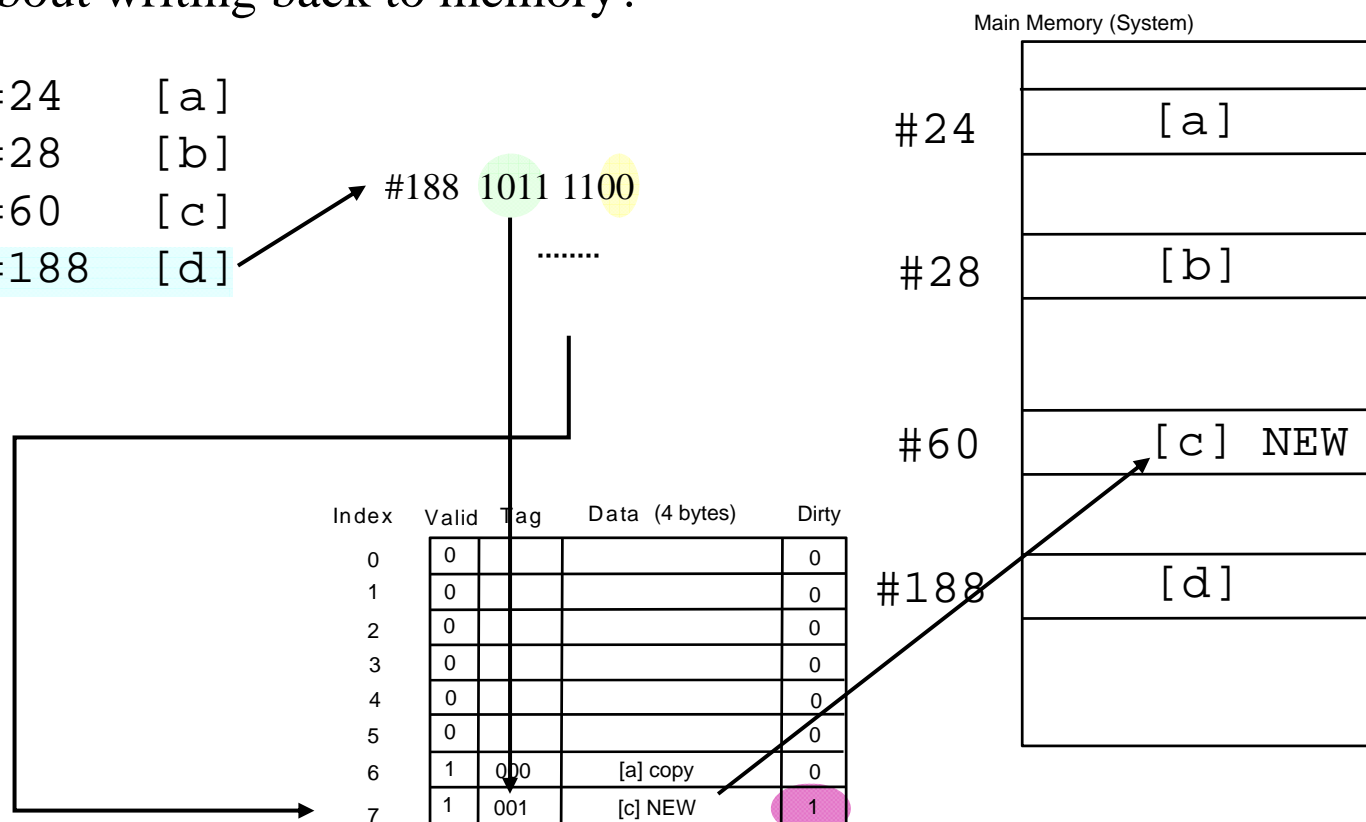 bout writing back to memory?
Main Memory (System)
#24 [a]
#28 [b]
#60 [c]
#188 [d]
#188 1011 1100
........
#24 [a]
#28 [b]
#60 [c] NEW
#188 [d]
Index Valid Tag Data (4 bytes) Dirty
0 0 0
1 0 0
2 0 0
3 0 0
4 0 0
5 0 0
6 1 000 [a] copy 0
7 1 001 [c] NEW 1